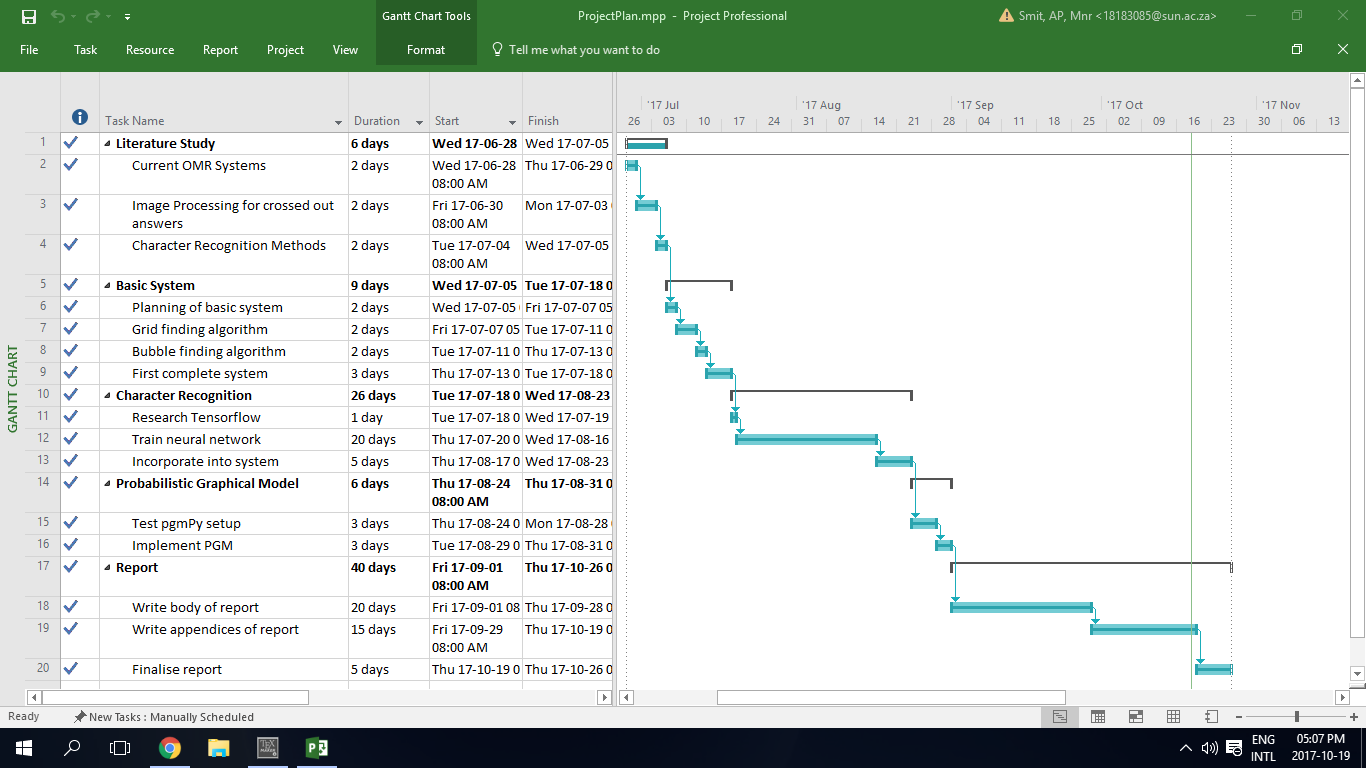 Gantt Chart Tools
ProjectPlan.mpp - Project Professional
Smit, AP, Mnr <18183085@sun.ac.za>
File Task Resource Report Project View Format Tell me what you want to do
'17 Jul '17 Aug '17 Sep '17 Oct '17 Nov
Task Name Duration Start Finish 26 03 10 17 24 31 07 14 21 28 04 11 18 25 02 09 16 23 30 06 13
1 Literature Study 6 days Wed 17-06-28 Wed 17-07-05
2 Current OMR Systems 2 days Wed 17-06-28 Thu 17-06-29 0
08:00 AM
3 Image Processing for crossed out 2 days Fri 17-06-30 Mon 17-07-03
answers 08:00 AM
4 Character Recognition Methods 2 days Tue 17-07-04 Wed 17-07-05
08:00 AM
5 Basic System 9 days Wed 17-07-05 Tue 17-07-18 0
6 Planning of basic system 2 days Wed 17-07-05 Fri 17-07-07 05
7 Grid finding algorithm 2 days Fri 17-07-07 05 Tue 17-07-11 0
8 Bubble finding algorithm 2 days Tue 17-07-11 0 Thu 17-07-13 0
9 First complete system 3 days Thu 17-07-13 0 Tue 17-07-18 0
10 Character Recognition 26 days Tue 17-07-18 0 Wed 17-08-23
11 Research Tensorflow 1 day Tue 17-07-18 0 Wed 17-07-19
12 Train neural network 20 days Thu 17-07-20 0 Wed 17-08-16
13 Incorporate into system 5 days Thu 17-08-17 0 Wed 17-08-23
14 Probabilistic Graphical Model 6 days Thu 17-08-24 Thu 17-08-31 0
08:00 AM
15 Test pgmPy setup 3 days Thu 17-08-24 0 Mon 17-08-28
16 Implement PGM 3 days Tue 17-08-29 0 Thu 17-08-31 0
17 Report 40 days Fri 17-09-01 Thu 17-10-26 0
08:00 AM
18 Write body of report 20 days Fri 17-09-01 08 Thu 17-09-28 0
19 Write appendices of report 15 days Fri 17-09-29 Thu 17-10-19 0
08:00 AM
20 Finalise report 5 days Thu 17-10-19 0 Thu 17-10-26 0
GANTT CHART
Ready New Tasks : Manually Scheduled
ENG 05:07 PM
INTL 2017-10-19